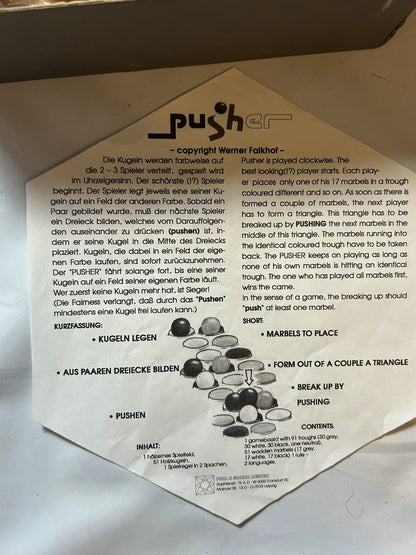 pusher
– copyright Werner Falkhof –
Die Kugeln werden farbweise auf
die 2 – 3 Spieler verteilt, gespielt wird
im Uhrzeigersinn. Der schönste (!?) Spieler
beginnt. Der Spieler legt jeweils eine seiner Ku-
geln auf ein Feld der anderen Farbe. Sobald ein
Paar gebildet wurde, muß der nächste Spieler
ein Dreieck bilden, welches vom Darauffolgen-
den auseinander zu drücken (pushen) ist, in-
dem er seine Kugel in die Mitte des Dreiecks
plaziert. Kugeln, die dabei in ein Feld der eige-
nen Farbe laufen, sind sofort zurückzunehmen.
Der "PUSHER" fährt solange fort, bis eine seiner
Kugeln auf ein Feld seiner eigenen Farbe läuft.
Wer zuerst keine Kugeln mehr hat, ist Sieger!
(Die Fairness verlangt, daß durch das "Pushen"
mindestens eine Kugel frei laufen kann.)
Pusher is played clockwise. The
best looking(!?) player starts. Each play-
er places only one of his 17 marbels in a trough
coloured different and so on. As soon as there is
formed a couple of marbels, the next player
has to form a triangle. This triangle has to be
breaked up by PUSHING the next marbels in the
middle of this triangle. The marbels running into
the identical coloured trough have to be taken
back. The PUSHER keeps on playing as long as
none of his own marbels is hitting an identical
trough. The one who has played all marbels first,
wins the came.
In the sense of a game, the breaking up should
"push" at least one marbel.
KURZFASSUNG:
• KUGELN LEGEN
• AUS PAAREN DREIECKE BILDEN
• PUSHEN
SHORT:
• MARBELS TO PLACE
• FORM OUT OF A COUPLE A TRIANGLE
• BREAK UP BY
PUSHING
INHALT:
1 hölzernes Spielfeld,
51 Holzkugeln,
1 Spielregel in 2 Spachen,
CONTENTS:
1 gameboard with 91 troughs (30 grey,
30 white, 30 black, one neutral),
51 wodden marbels (17 grey,
17 white, 17 black) 1 rule –
2 languages.